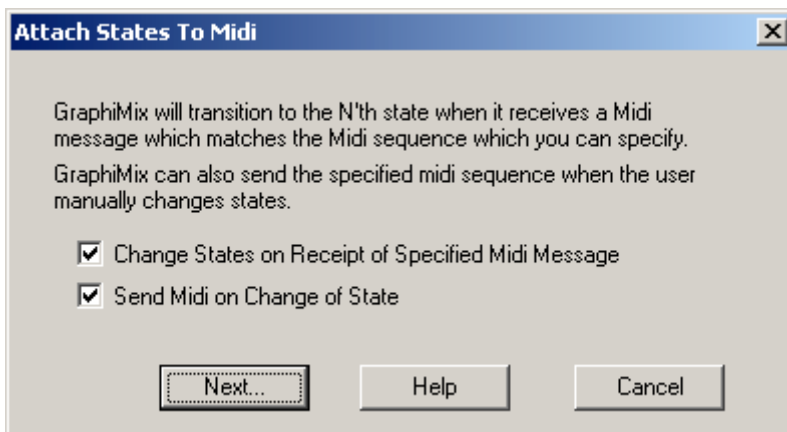 Attach States To Midi
GraphiMix will transition to the N'th state when it receives a Midi
message which matches the Midi sequence which you can specify.
GraphiMix can also send the specified midi sequence when the user
manually changes states.
Change States on Receipt of Specified Midi Message
Send Midi on Change of State
Next... Help Cancel